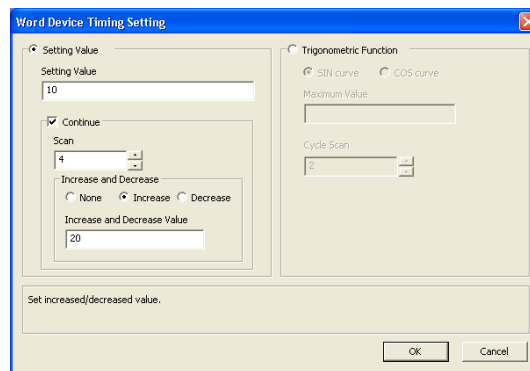 Word Device Timing Setting
Setting Value
Setting Value
10
Continue
Scan
4
Increase and Decrease
None Increase Decrease
Increase and Decrease Value
20
Trigonometric Function
SIN curve COS curve
Maximum Value
Cycle Scan
2
Set increased/decreased value.
OK Cancel